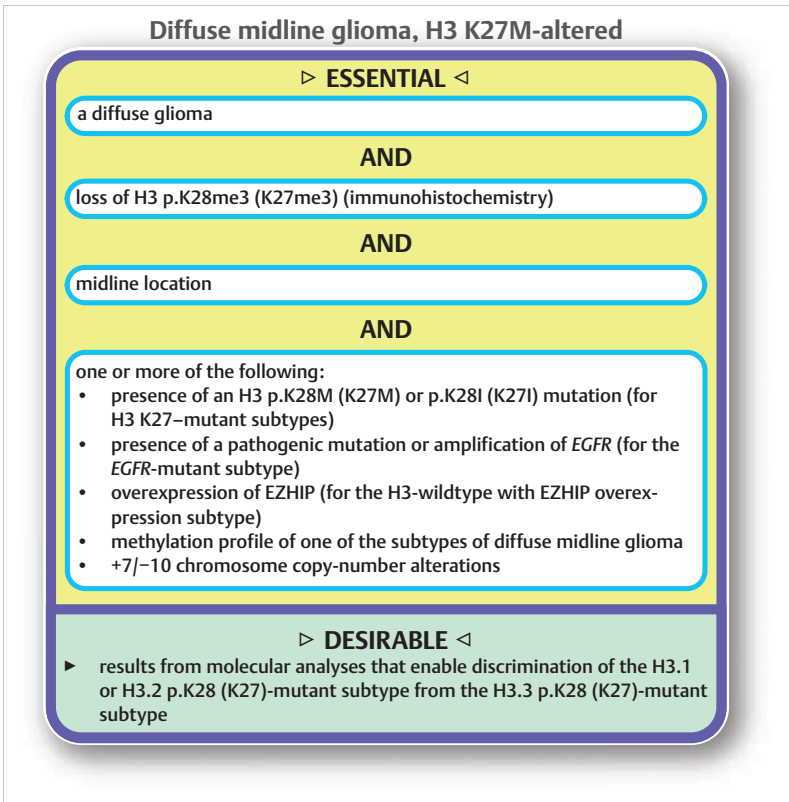 Diffuse midline glioma, H3 K27M-altered
▷ ESSENTIAL ◁
a diffuse glioma
AND
loss of H3 p.K28me3 (K27me3) (immunohistochemistry)
AND
midline location
AND
one or more of the following:
• presence of an H3 p.K28M (K27M) or p.K28I (K27I) mutation (for
H3 K27–mutant subtypes)
• presence of a pathogenic mutation or amplification of EGFR (for the
EGFR-mutant subtype)
• overexpression of EZHIP (for the H3-wildtype with EZHIP overex-
pression subtype)
• methylation profile of one of the subtypes of diffuse midline glioma
• +7/−10 chromosome copy-number alterations
▷ DESIRABLE ◁
► results from molecular analyses that enable discrimination of the H3.1
or H3.2 p.K28 (K27)-mutant subtype from the H3.3 p.K28 (K27)-mutant
subtype